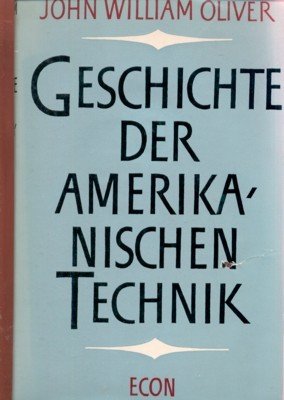 JOHN WILLIAM OLIVER
GESCHICHTE
DER
AMERIKA-
NISCHEN
TECHNIK
ECON